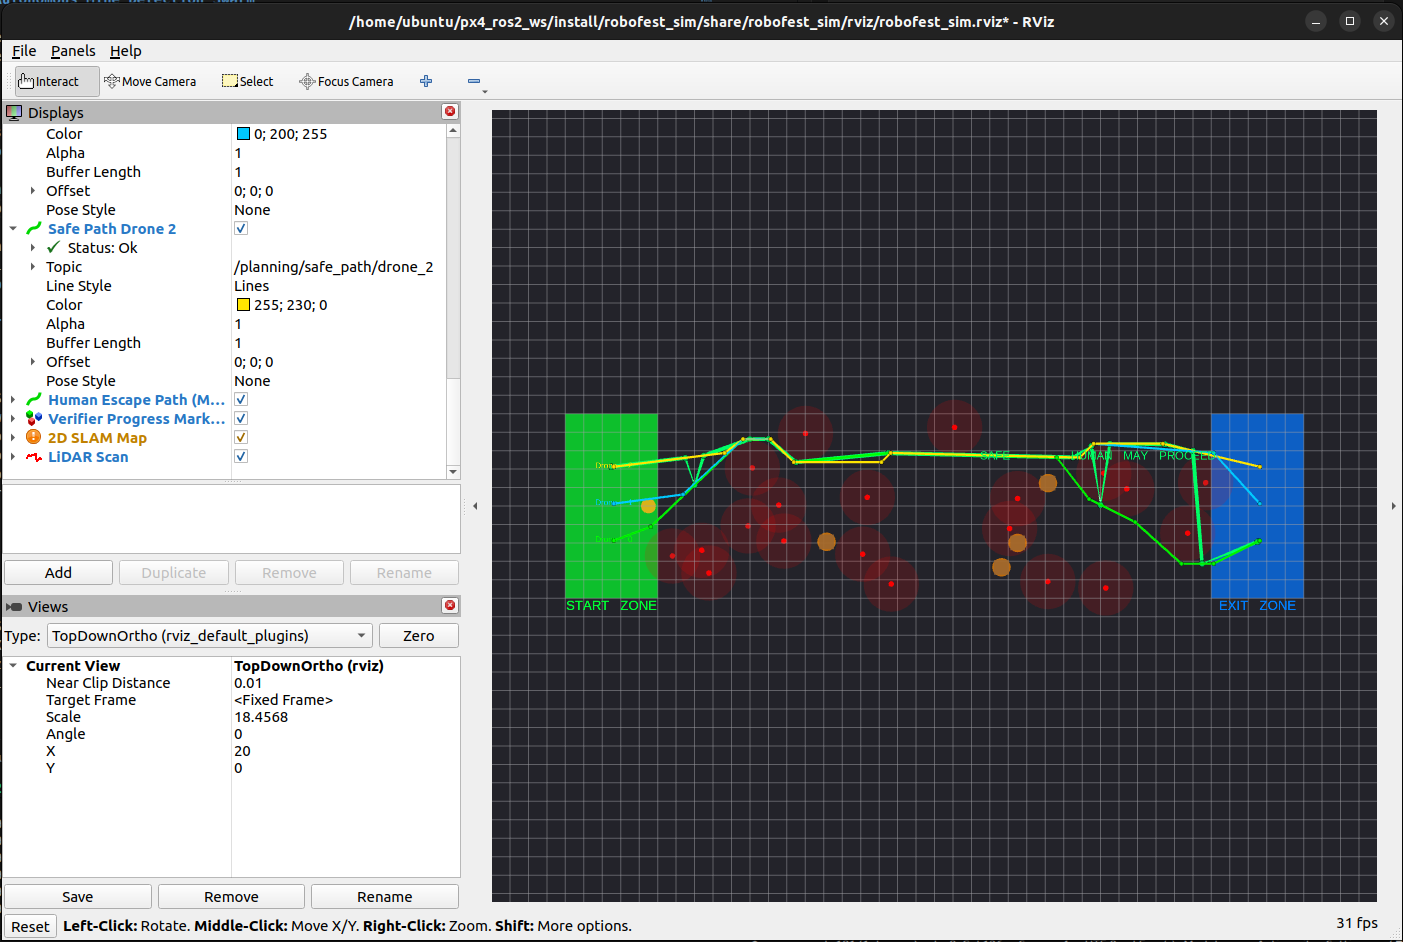 /home/ubuntu/px4_ros2_ws/install/robofest_sim/share/robofest_sim/rviz/robofest_sim.rviz* - RViz
File Panels Help
Interact Move Camera Select Focus Camera
Displays
Color 0; 200; 255
Alpha 1
Buffer Length 1
Offset 0; 0; 0
Pose Style None
Safe Path Drone 2
Status: Ok
Topic /planning/safe_path/drone_2
Line Style Lines
Color 255; 230; 0
Alpha 1
Buffer Length 1
Offset 0; 0; 0
Pose Style None
Human Escape Path (M...
Verifier Progress Mark...
2D SLAM Map
LiDAR Scan
Add Duplicate Remove Rename
Views
Type: TopDownOrtho (rviz_default_plugins) Zero
Current View TopDownOrtho (rviz)
Near Clip Distance 0.01
Target Frame <Fixed Frame>
Scale 18.4568
Angle 0
X 20
Y 0
Save Remove Rename
Reset Left-Click: Rotate. Middle-Click: Move X/Y. Right-Click: Zoom. Shift: More options.
31 fps
SAFE HUMAN MAY PROCEED
START ZONE
EXIT ZONE